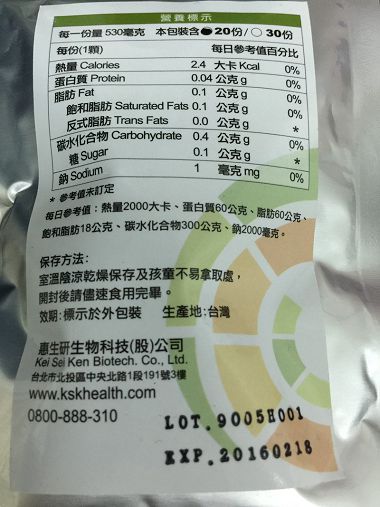 營養標示
每一份量 530毫克 本包裝含●20份/○30份
每份(1顆) 每日參考值百分比
熱量 Calories 2.4 大卡 Kcal 0%
蛋白質 Protein 0.04 公克 g 0%
脂肪 Fat 0.1 公克 g 0%
飽和脂肪 Saturated Fats 0.1 公克 g 0%
反式脂肪 Trans Fats 0.0 公克 g *
碳水化合物 Carbohydrate 0.4 公克 g 0%
糖 Sugar 0.1 公克 g *
鈉 Sodium 1 毫克 mg 0%
* 參考值未訂定
每日參考值:熱量2000大卡、蛋白質60公克、脂肪60公克、
飽和脂肪18公克、碳水化合物300公克、鈉2000毫克。
保存方法:
室溫陰涼乾燥保存及孩童不易拿取處,
開封後請儘速食用完畢。
效期:標示於外包裝 生產地:台灣
惠生研生物科技(股)公司
Kei Sei Ken Biotech. Co., Ltd.
台北市北投區中央北路1段191號3樓
www.kskhealth.com
0800-888-310
LOT.9005H001
EXP.20160218